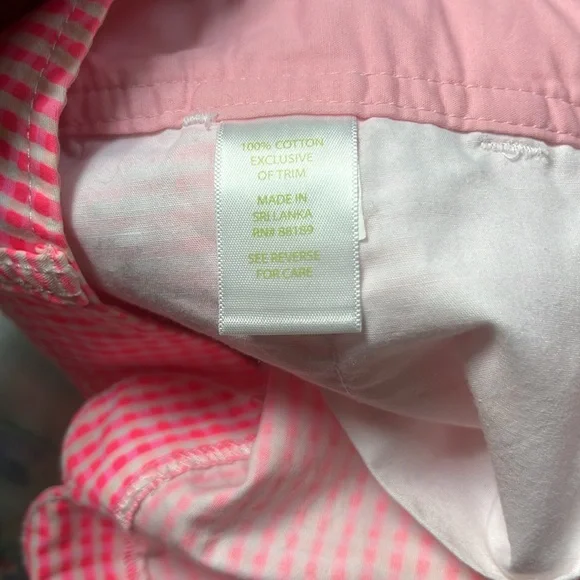 100% COTTON
EXCLUSIVE
OF TRIM
MADE IN
SRI LANKA
RN# 88189
SEE REVERSE
FOR CARE